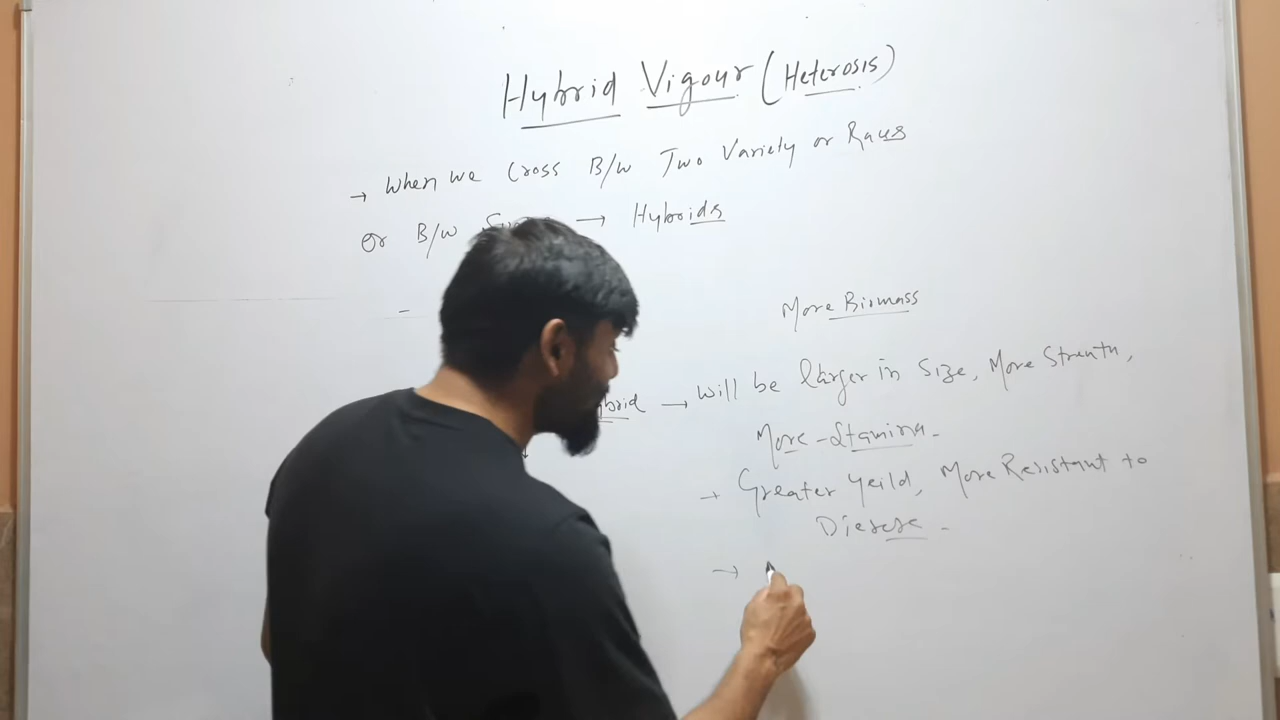 Hybrid Vigour (Heterosis)
→ When we Cross B/w Two Variety or Races
or B/w → Hybrids
-
More Biomass
→ Will be larger in Size, More Strenth,
More - Stamina -
→ Greater Yeild, More Resistant to
Diesese -
→